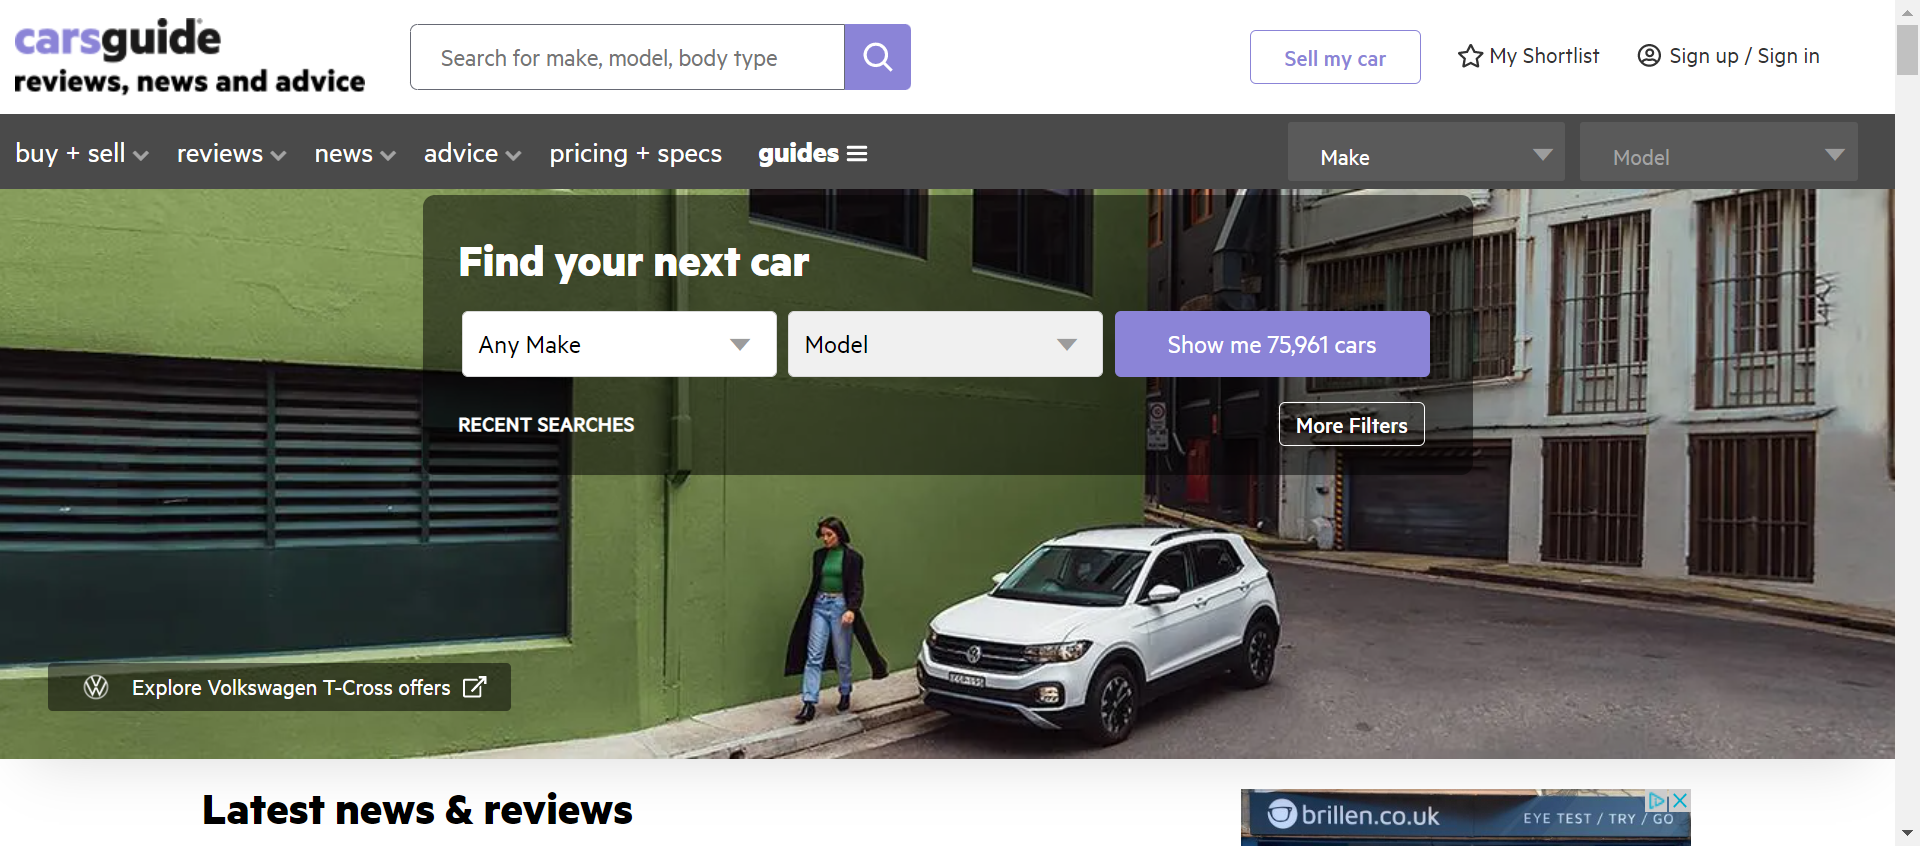 carsguide
reviews, news and advice
Search for make, model, body type
Sell my car
My Shortlist
Sign up / Sign in
buy + sell
reviews
news
advice
pricing + specs
guides
Make
Model
Find your next car
Any Make
Model
Show me 75,961 cars
RECENT SEARCHES
More Filters
Explore Volkswagen T-Cross offers
Latest news & reviews
brillen.co.uk
EYE TEST / TRY / GO